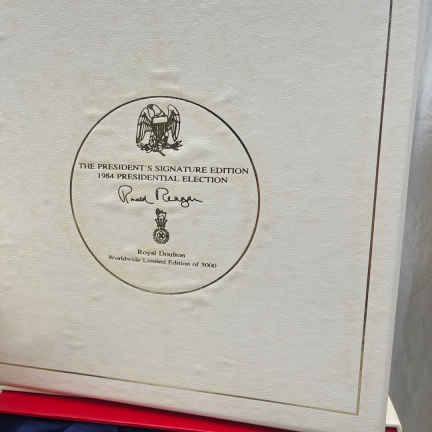 THE PRESIDENT'S SIGNATURE EDITION
1984 PRESIDENTIAL ELECTION
Ronald Reagan
Royal Doulton
Worldwide Limited Edition of 5000